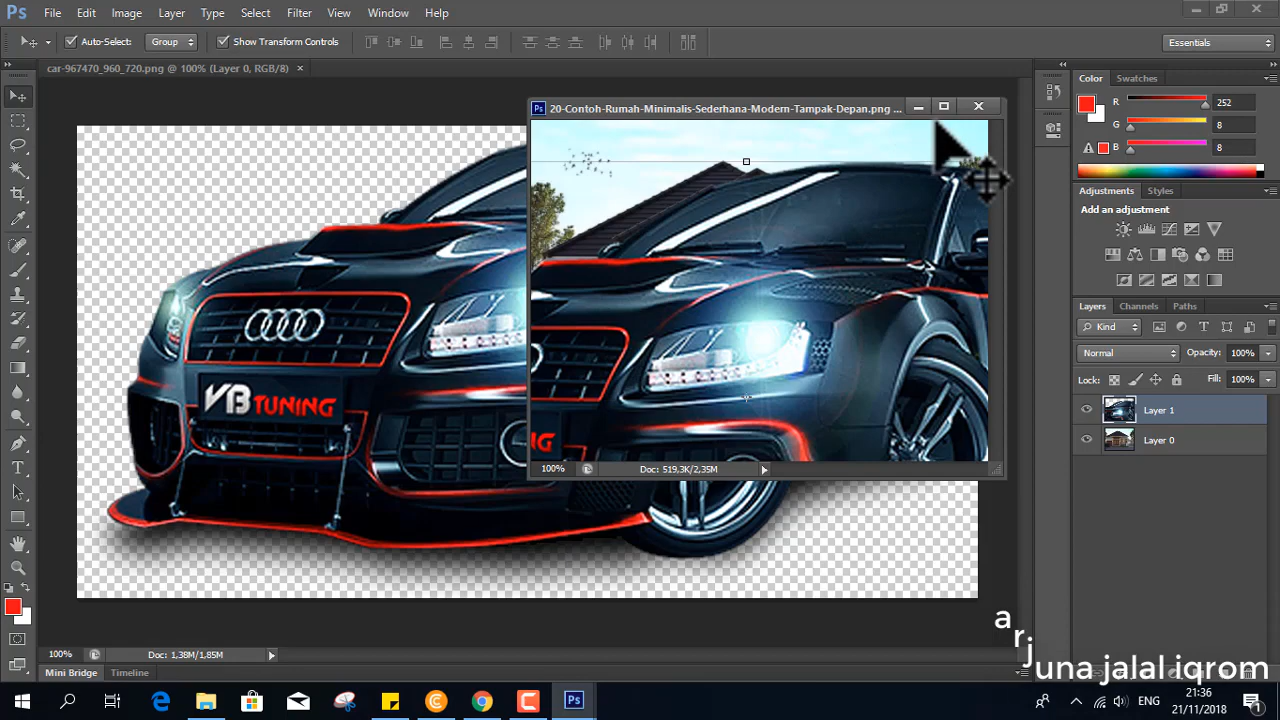 Ps File Edit Image Layer Type Select Filter View Window Help
Auto-Select: Group Show Transform Controls Essentials
car-967470_960_720.png @ 100% (Layer 0, RGB/8) ×
Ps 20-Contoh-Rumah-Minimalis-Sederhana-Modern-Tampak-Depan.png ...
Color Swatches
R 252
G 8
B 8
Adjustments Styles
Add an adjustment
Layers Channels Paths
Kind
Normal Opacity: 100%
Lock: Fill: 100%
Layer 1
Layer 0
VB TUNING
NG
100% Doc: 519,3K/2,35M
100% Doc: 1,38M/1,85M
Mini Bridge Timeline
arjuna jalal iqrom
ENG
21:36
21/11/2018
1
Ps